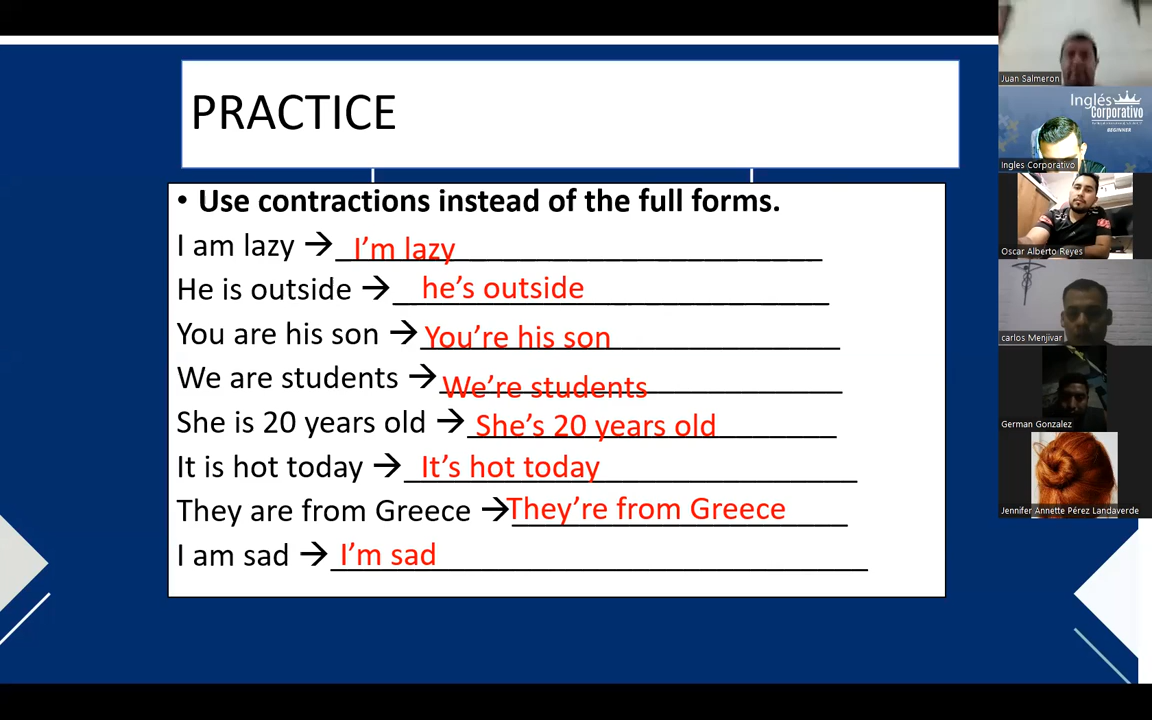 PRACTICE
• Use contractions instead of the full forms.
I am lazy → I’m lazy
He is outside → he’s outside
You are his son → You’re his son
We are students → We’re students
She is 20 years old → She’s 20 years old
It is hot today → It’s hot today
They are from Greece → They’re from Greece
I am sad → I’m sad
Juan Salmeron
Inglés
Corporativo
BEGINNER
Ingles Corporativo
Oscar Alberto Reyes
carlos Menjivar
German Gonzalez
Jennifer Annette Pérez Landaverde